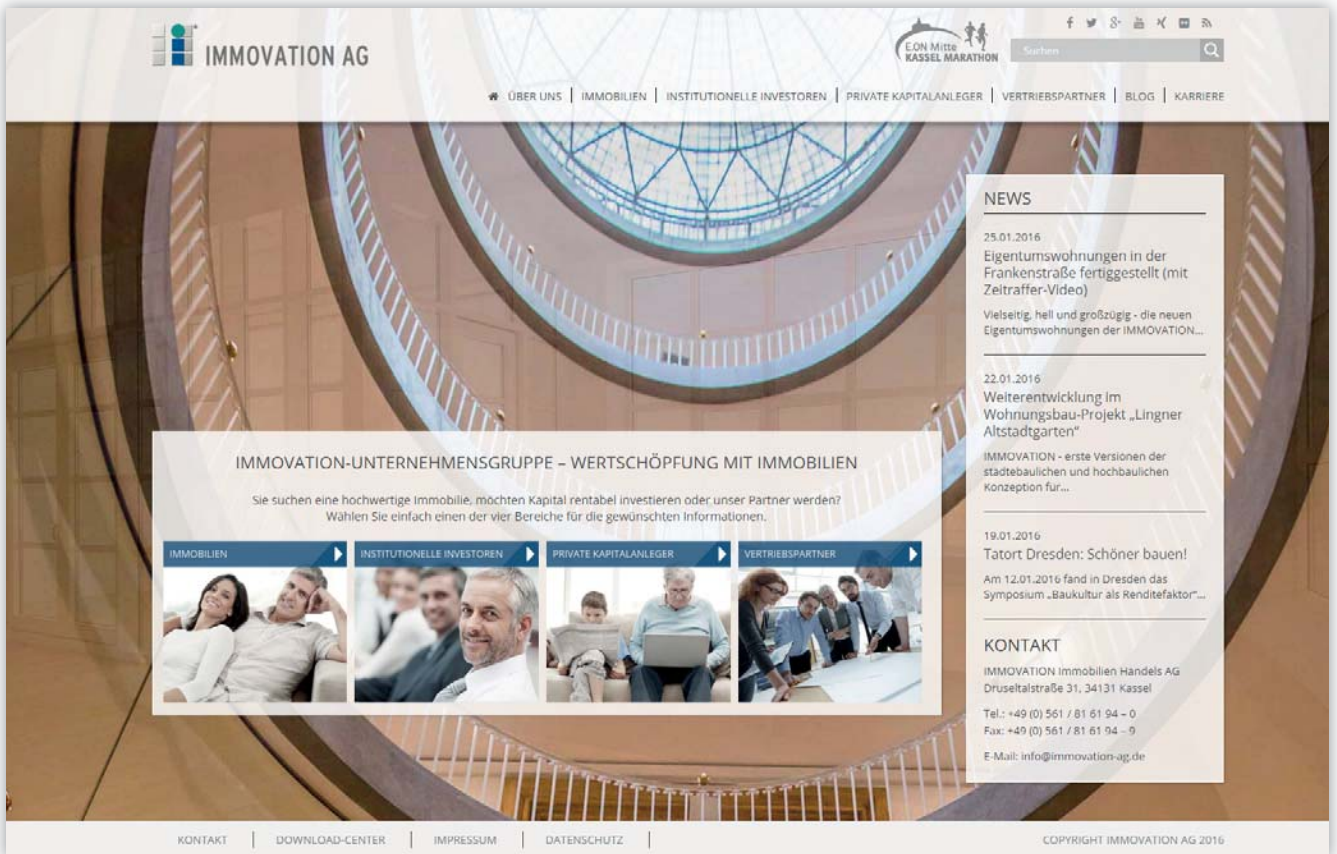 IMMOVATION AG
E.ON Mitte
KASSEL MARATHON
Suchen
ÜBER UNS | IMMOBILIEN | INSTITUTIONELLE INVESTOREN | PRIVATE KAPITALANLEGER | VERTRIEBSPARTNER | BLOG | KARRIERE
IMMOVATION-UNTERNEHMENSGRUPPE – WERTSCHÖPFUNG MIT IMMOBILIEN
Sie suchen eine hochwertige Immobilie, möchten Kapital rentabel investieren oder unser Partner werden?
Wählen Sie einfach einen der vier Bereiche für die gewünschten Informationen.
IMMOBILIEN
INSTITUTIONELLE INVESTOREN
PRIVATE KAPITALANLEGER
VERTRIEBSPARTNER
NEWS
25.01.2016
Eigentumswohnungen in der
Frankenstraße fertiggestellt (mit
Zeitraffer-Video)
Vielseitig, hell und großzügig - die neuen
Eigentumswohnungen der IMMOVATION...
22.01.2016
Weiterentwicklung im
Wohnungsbau-Projekt „Lingner
Altstadtgarten“
IMMOVATION - erste Versionen der
städtebaulichen und hochbaulichen
Konzeption für...
19.01.2016
Tatort Dresden: Schöner bauen!
Am 12.01.2016 fand in Dresden das
Symposium „Baukultur als Renditefaktor“...
KONTAKT
IMMOVATION Immobilien Handels AG
Druseltalstraße 31, 34131 Kassel
Tel.: +49 (0) 561 / 81 61 94 – 0
Fax: +49 (0) 561 / 81 61 94 – 9
E-Mail: info@immovation-ag.de
KONTAKT | DOWNLOAD-CENTER | IMPRESSUM | DATENSCHUTZ |
COPYRIGHT IMMOVATION AG 2016